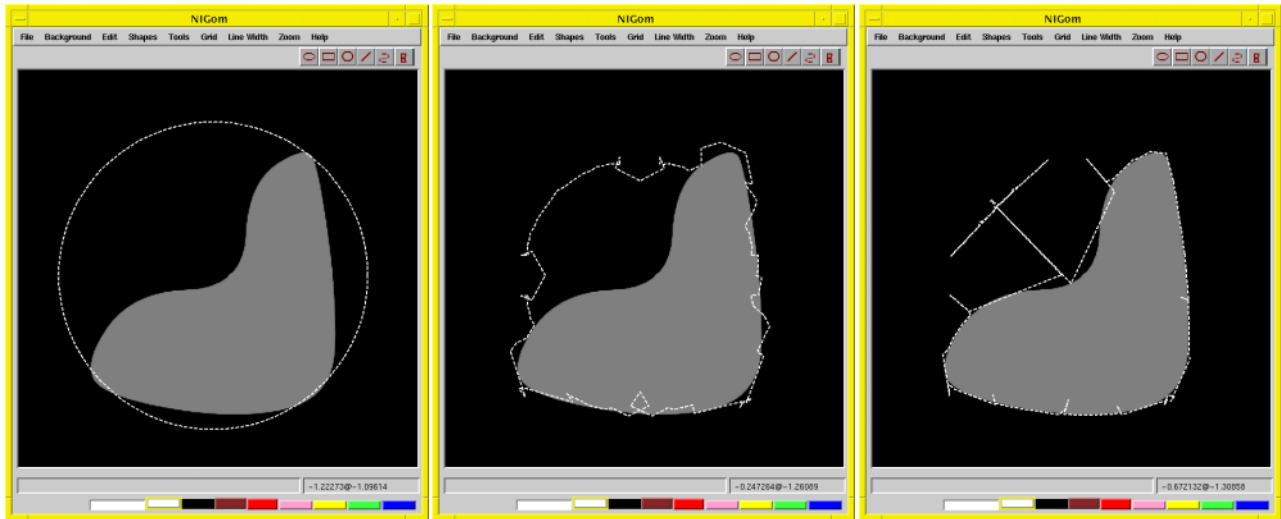 NIGom
File Background Edit Shapes Tools Grid Line Width Zoom Help
-1.22273@-1.09614
NIGom
File Background Edit Shapes Tools Grid Line Width Zoom Help
-0.247264@-1.26089
NIGom
File Background Edit Shapes Tools Grid Line Width Zoom Help
-0.672132@-1.30858